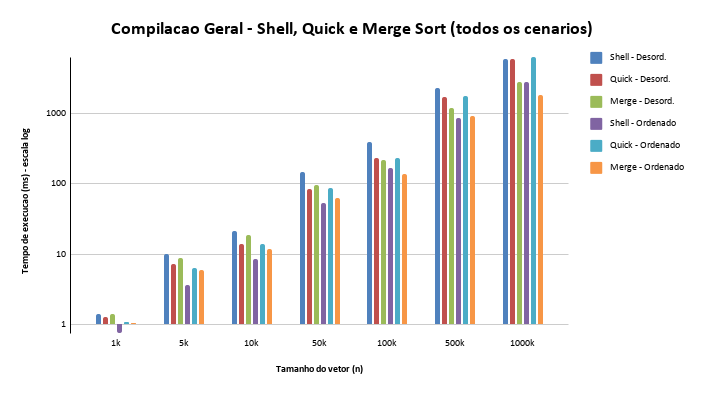 Compilacao Geral - Shell, Quick e Merge Sort (todos os cenarios)
Tempo de execucao (ms) - escala log
1000
100
10
1
1k
5k
10k
50k
100k
500k
1000k
Tamanho do vetor (n)
Shell - Desord.
Quick - Desord.
Merge - Desord.
Shell - Ordenado
Quick - Ordenado
Merge - Ordenado